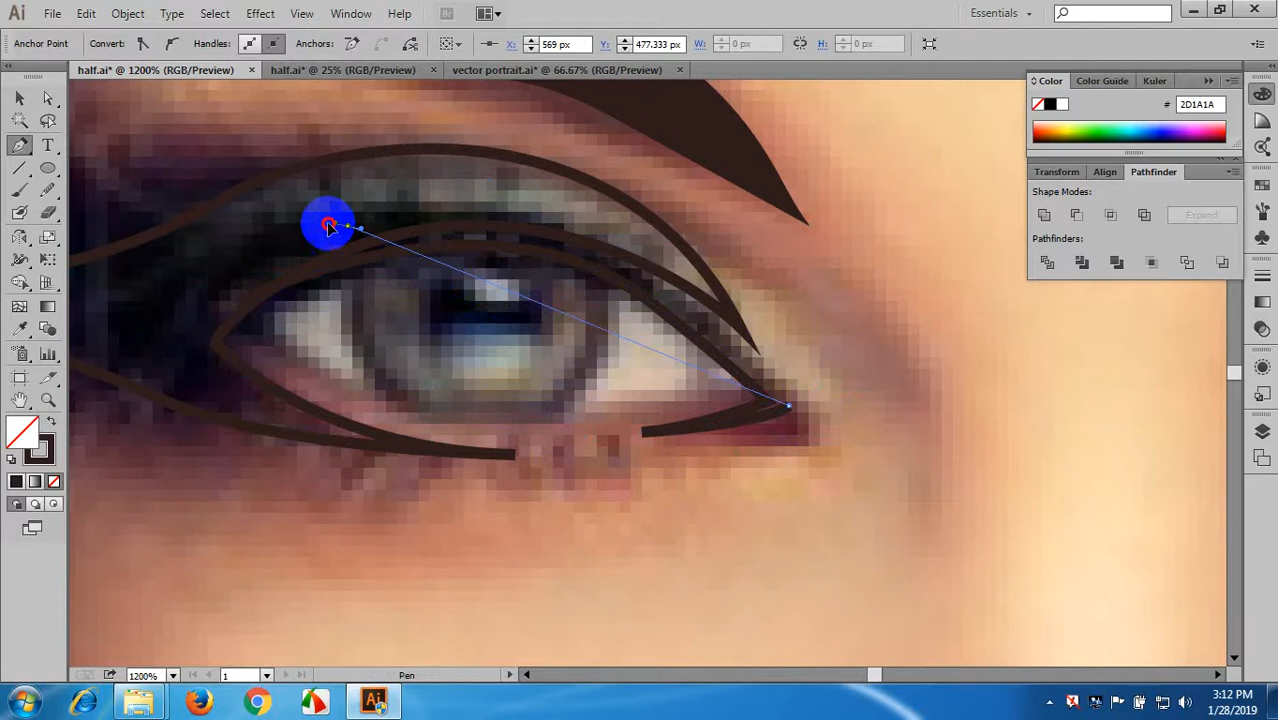 Ai File Edit Object Type Select Effect View Window Help Br Essentials
Anchor Point Convert: Handles: Anchors: X: 569 px Y: 477.333 px W: 0 px H: 0 px
half.ai* @ 1200% (RGB/Preview) × half.ai* @ 25% (RGB/Preview) × vector portrait.ai* @ 66.67% (RGB/Preview) ×
Color Color Guide Kuler
# 2D1A1A
Transform Align Pathfinder
Shape Modes:
Expand
Pathfinders:
1200% 1 Pen
Ai
3:12 PM
1/28/2019